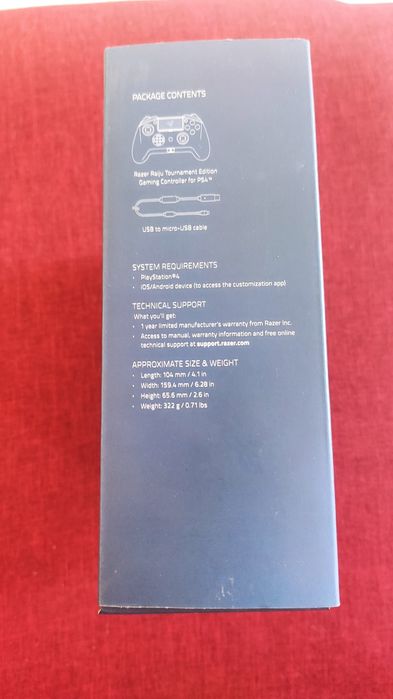 PACKAGE CONTENTS
Razer Raiju Tournament Edition
Gaming Controller for PS4™
USB to micro-USB cable
SYSTEM REQUIREMENTS
• PlayStation®4
• iOS/Android device (to access the customization app)
TECHNICAL SUPPORT
What you'll get:
• 1 year limited manufacturer's warranty from Razer Inc.
• Access to manual, warranty information and free online
technical support at support.razer.com
APPROXIMATE SIZE & WEIGHT
• Length: 104 mm / 4.1 in
• Width: 159.4 mm / 6.28 in
• Height: 65.6 mm / 2.6 in
• Weight: 322 g / 0.71 lbs